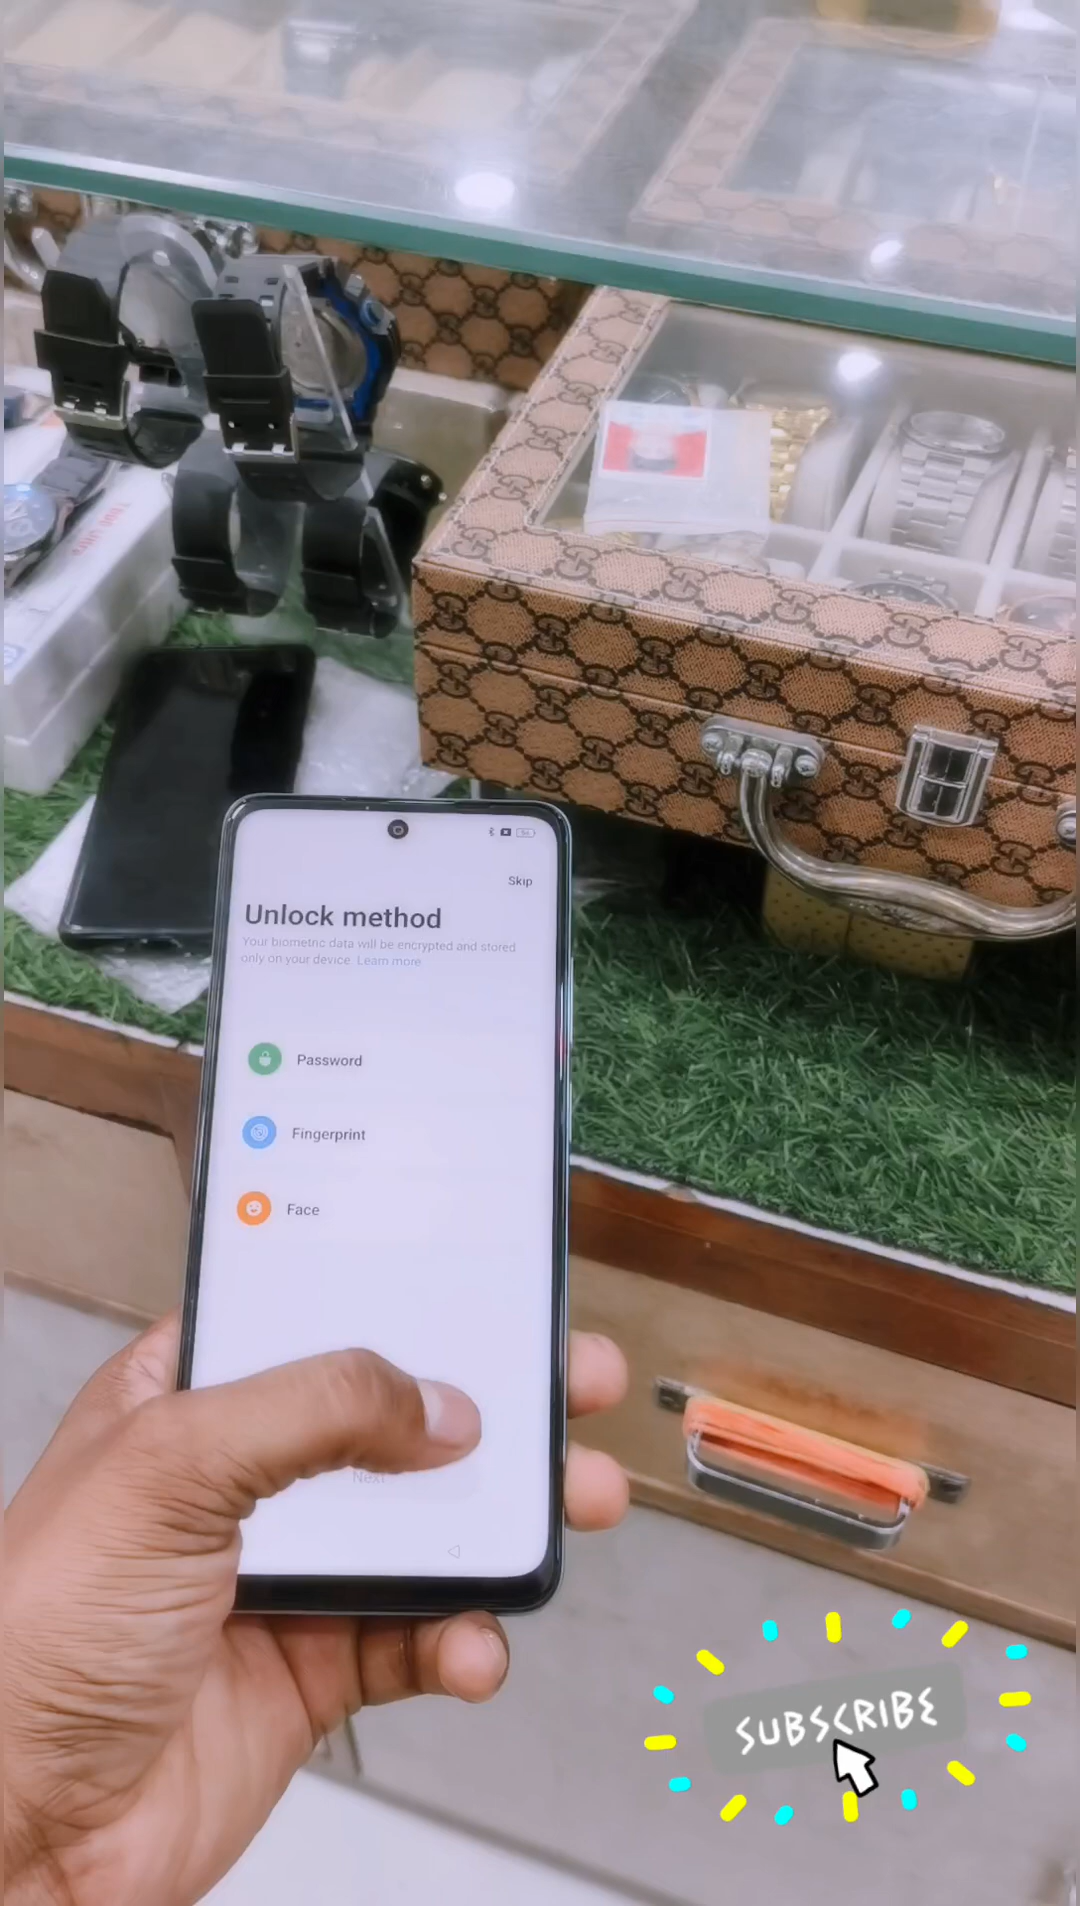 Skip
Unlock method
Your biometric data will be encrypted and stored
only on your device. Learn more
Password
Fingerprint
Face
Next
SUBSCRIBE